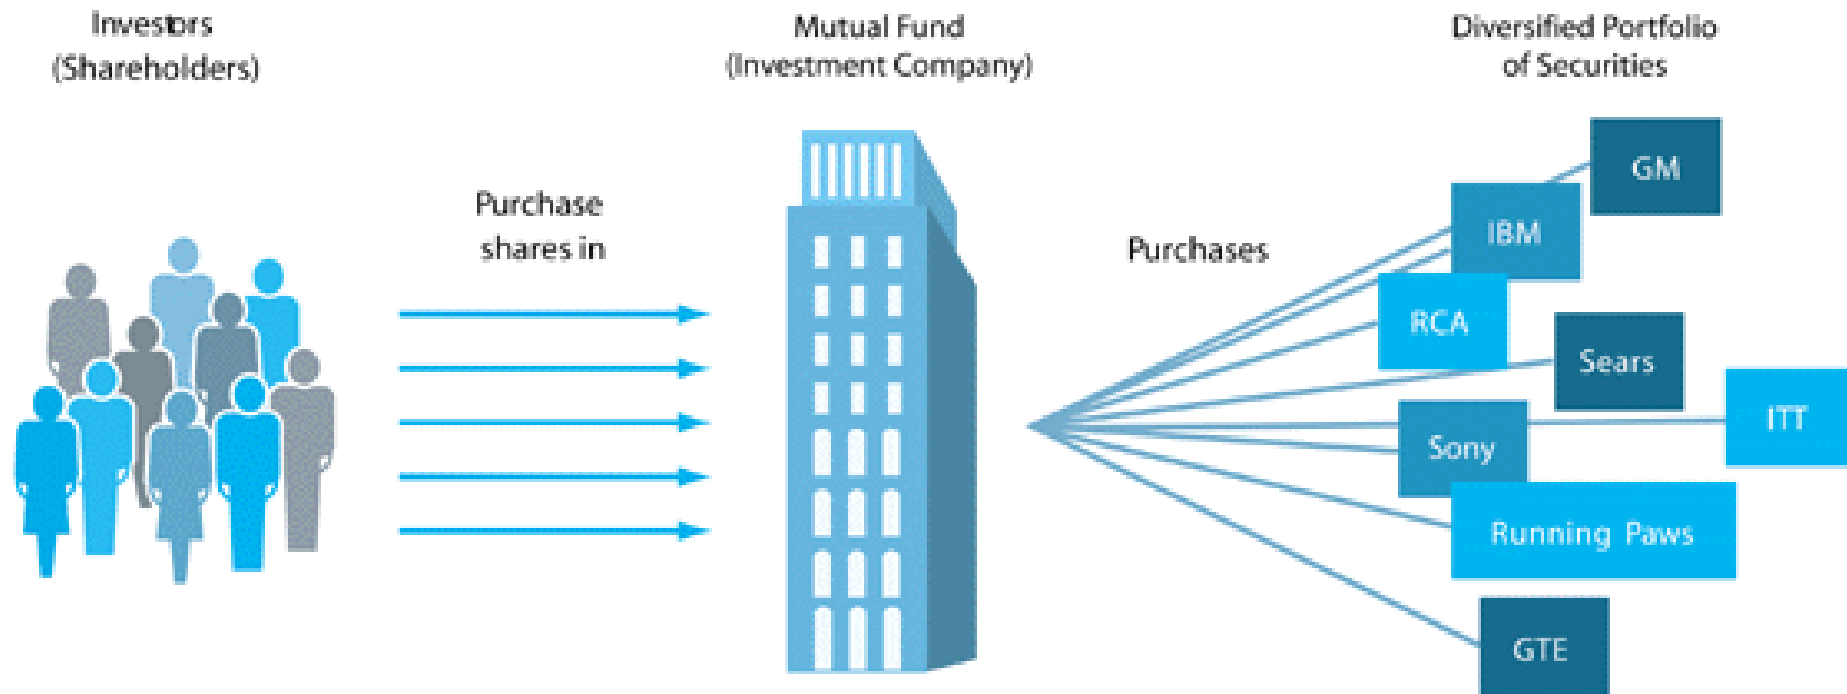 Investors
(Shareholders)
Purchase
shares in
Mutual Fund
(Investment Company)
Purchases
Diversified Portfolio
of Securities
GM
IBM
RCA
Sears
ITT
Sony
Running Paws
GTE